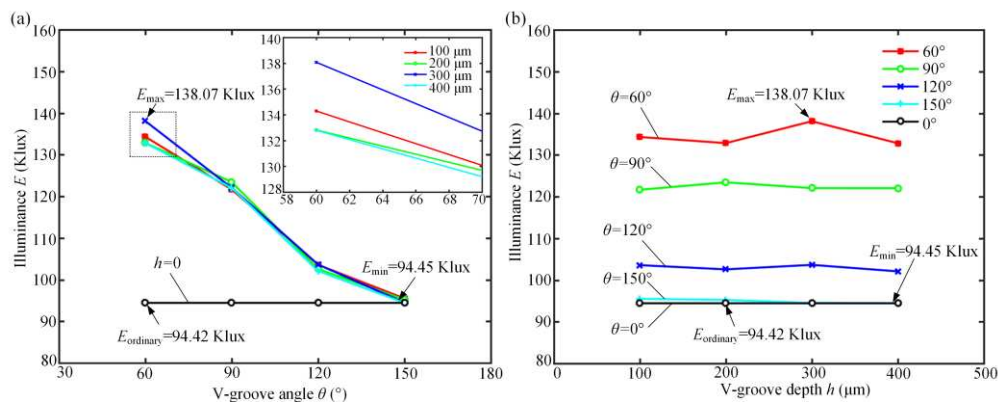 (a)
160
150
140
130
120
110
100
90
80
Illuminance E (Klux)
30
60
90
120
150
180
V-groove angle θ (°)
Emax=138.07 Klux
h=0
Eordinary=94.42 Klux
Emin=94.45 Klux
140
138
136
134
132
130
128
58
60
62
64
66
68
70
100 μm
200 μm
300 μm
400 μm
(b)
160
150
140
130
120
110
100
90
80
Illuminance E (Klux)
0
100
200
300
400
500
V-groove depth h (μm)
60°
90°
120°
150°
0°
Emax=138.07 Klux
θ=60°
θ=90°
θ=120°
θ=150°
θ=0°
Emin=94.45 Klux
Eordinary=94.42 Klux